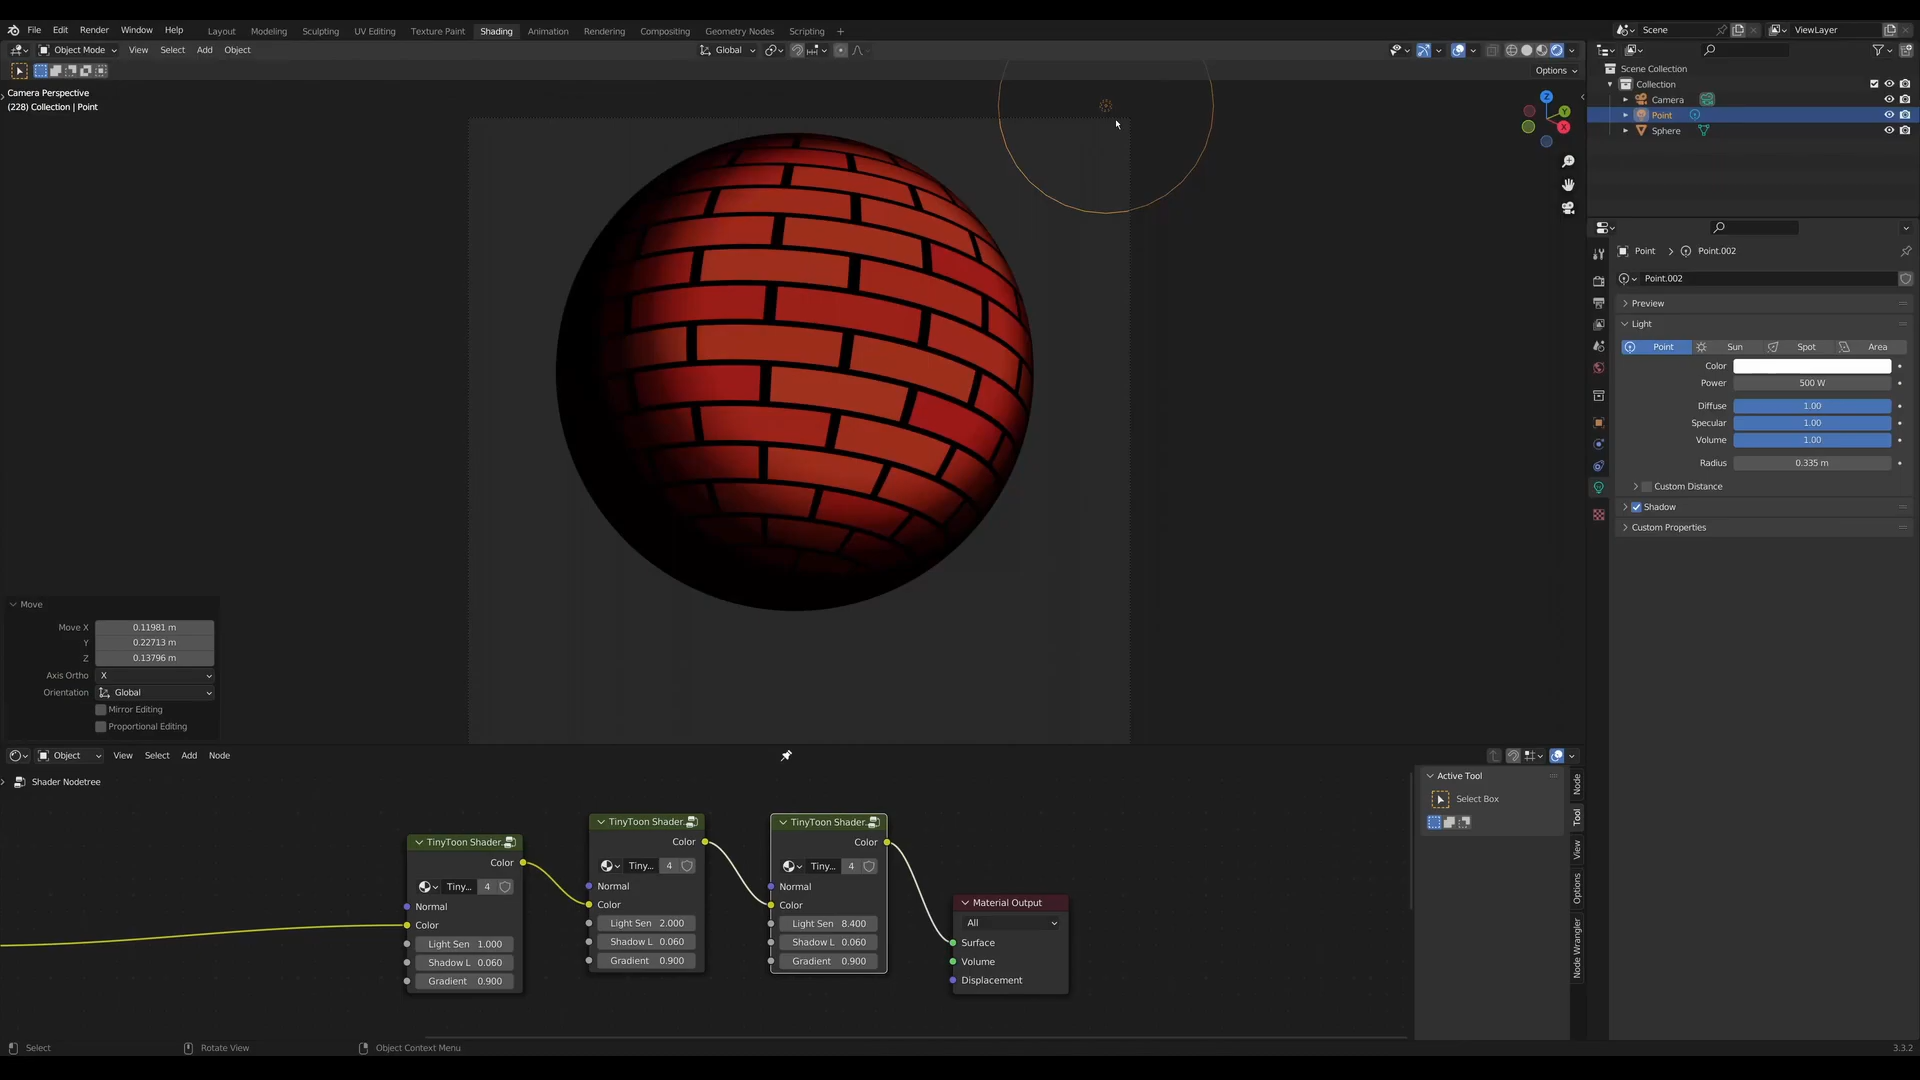 File Edit Render Window Help Layout Modeling Sculpting UV Editing Texture Paint Shading Animation Rendering Compositing Geometry Nodes Scripting + Scene ViewLayer
Object Mode View Select Add Object Global
Options
Camera Perspective
(228) Collection | Point
Z
Y
X
Scene Collection
Collection
Camera
Point
Sphere
Point > Point.002
Point.002
Preview
Light
Point Sun Spot Area
Color
Power 500 W
Diffuse 1.00
Specular 1.00
Volume 1.00
Radius 0.335 m
Custom Distance
Shadow
Custom Properties
Move
Move X 0.11981 m
Y 0.22713 m
Z 0.13796 m
Axis Ortho X
Orientation Global
Mirror Editing
Proportional Editing
Object View Select Add Node
Shader Nodetree
TinyToon Shader.
Color
Tiny... 4
Normal
Color
Light Sen 1.000
Shadow L 0.060
Gradient 0.900
TinyToon Shader.
Color
Tiny... 4
Normal
Color
Light Sen 2.000
Shadow L 0.060
Gradient 0.900
TinyToon Shader.
Color
Tiny... 4
Normal
Color
Light Sen 8.400
Shadow L 0.060
Gradient 0.900
Material Output
All
Surface
Volume
Displacement
Active Tool
Select Box
Node
Tool
View
Options
Node Wrangler
Select Rotate View Object Context Menu 3.3.2